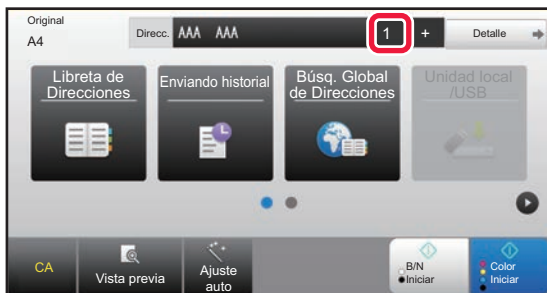 Original
A4
Direcc. AAA AAA 1 + Detalle
Libreta de
Direcciones
Enviando historial
Búsq. Global
de Direcciones
Unidad local
/USB
CA
Vista previa
Ajuste
auto
B/N
Iniciar
Color
Iniciar